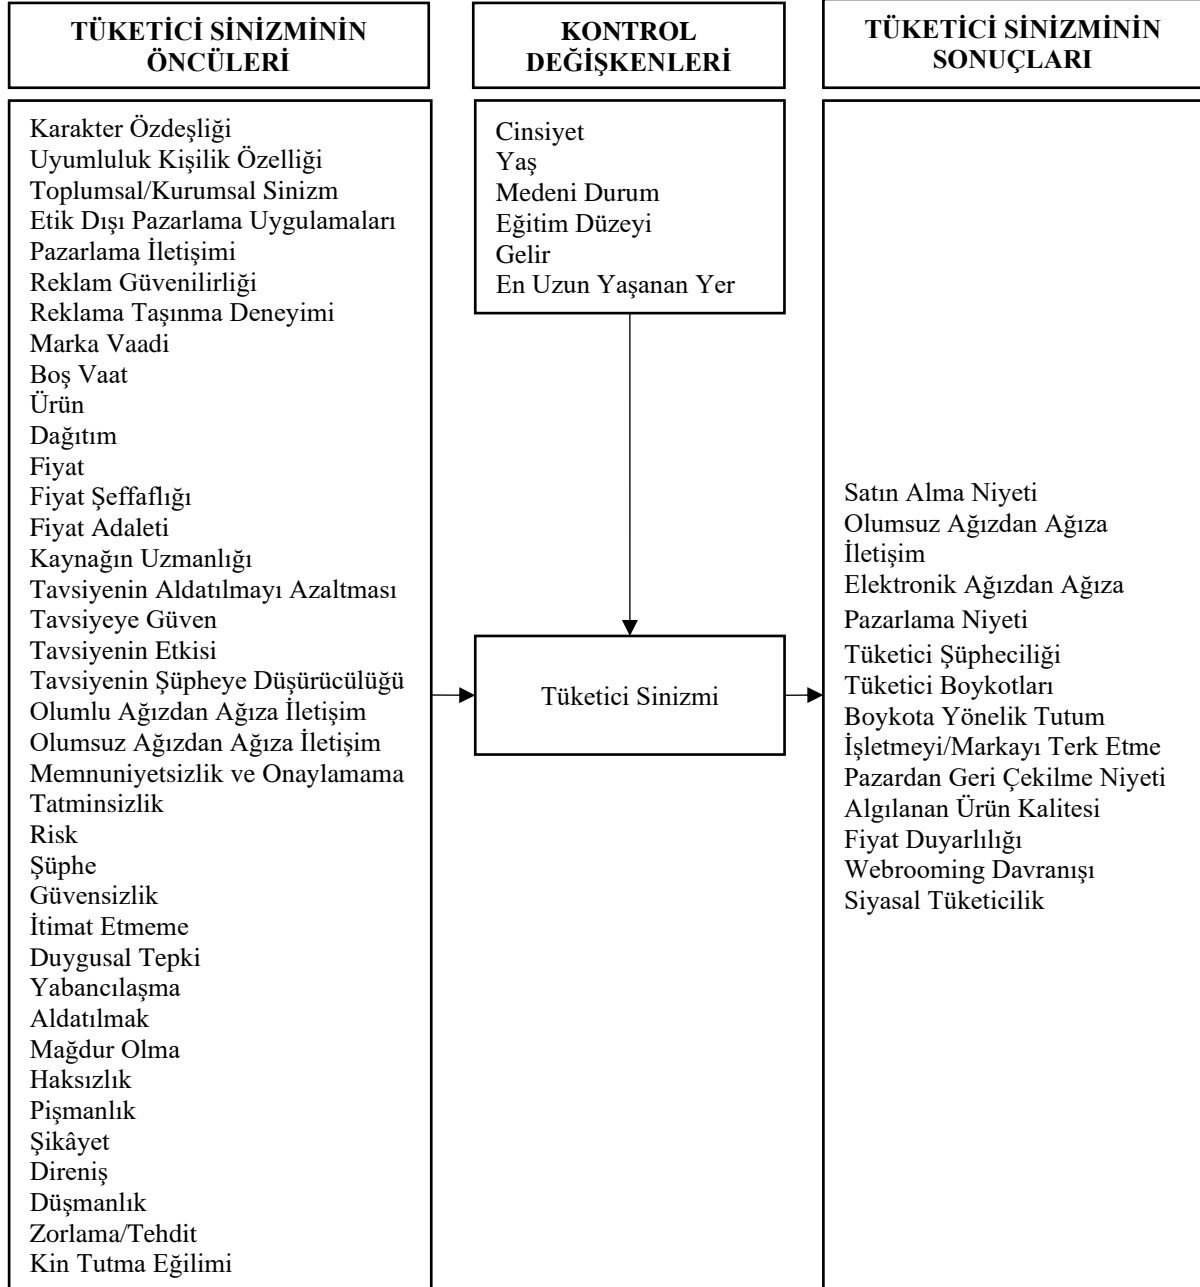 TÜKETİCİ SİNİZMİNİN
ÖNCÜLERİ
Karakter Özdeşliği
Uyumluluk Kişilik Özelliği
Toplumsal/Kurumsal Sinizm
Etik Dışı Pazarlama Uygulamaları
Pazarlama İletişimi
Reklam Güvenilirliği
Reklama Taşınma Deneyimi
Marka Vaadi
Boş Vaat
Ürün
Dağıtım
Fiyat
Fiyat Şeffaflığı
Fiyat Adaleti
Kaynağın Uzmanlığı
Tavsiyenin Aldatılmayı Azaltması
Tavsiyeye Güven
Tavsiyenin Etkisi
Tavsiyenin Şüpheye Düşürücülüğü
Olumlu Ağızdan Ağıza İletişim
Olumsuz Ağızdan Ağıza İletişim
Memnuniyetsizlik ve Onaylamama
Tatminsizlik
Risk
Şüphe
Güvensizlik
İtimat Etmeme
Duygusal Tepki
Yabancılaşma
Aldatılmak
Mağdur Olma
Haksızlık
Pişmanlık
Şikâyet
Direniş
Düşmanlık
Zorlama/Tehdit
Kin Tutma Eğilimi
KONTROL
DEĞİŞKENLERİ
Cinsiyet
Yaş
Medeni Durum
Eğitim Düzeyi
Gelir
En Uzun Yaşanan Yer
Tüketici Sinizmi
TÜKETİCİ SİNİZMİNİN
SONUÇLARI
Satın Alma Niyeti
Olumsuz Ağızdan Ağıza
İletişim
Elektronik Ağızdan Ağıza
Pazarlama Niyeti
Tüketici Şüpheciliği
Tüketici Boykotları
Boykota Yönelik Tutum
İşletmeyi/Markayı Terk Etme
Pazardan Geri Çekilme Niyeti
Algılanan Ürün Kalitesi
Fiyat Duyarlılığı
Webrooming Davranışı
Siyasal Tüketicilik